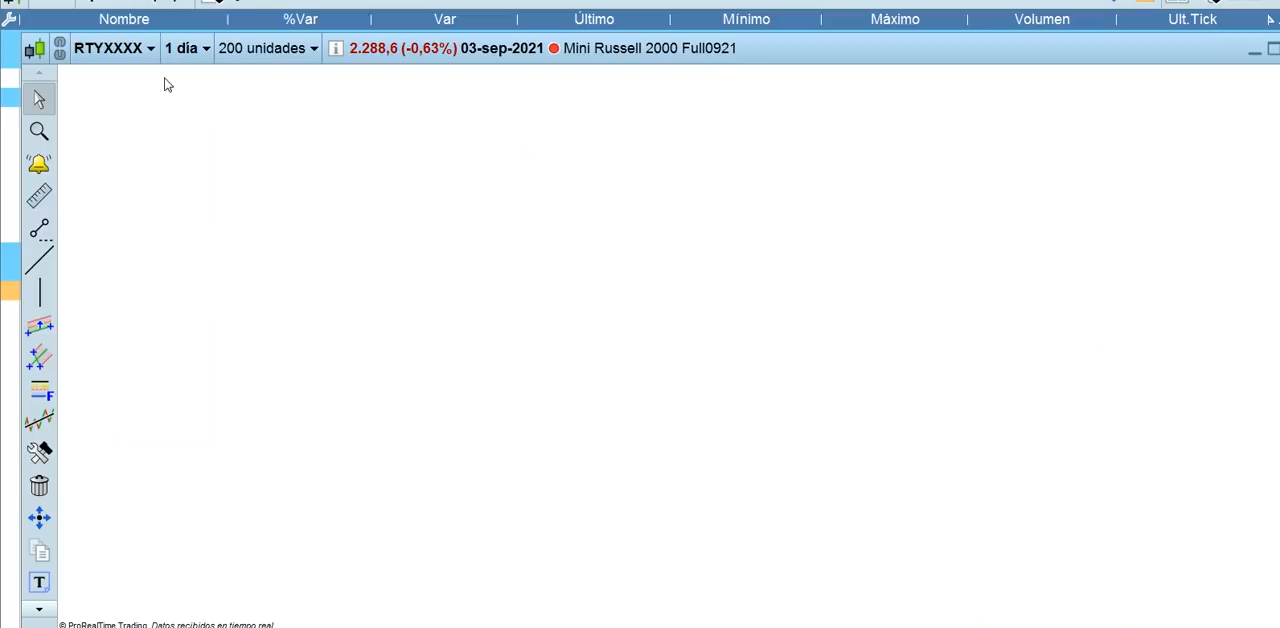 Nombre %Var Var Último Mínimo Máximo Volumen Ult.Tick
RTYXXXX 1 día 200 unidades 2.288,6 (-0,63%) 03-sep-2021 Mini Russell 2000 Full0921
F
T
© ProRealTime Trading. Datos recibidos en tiempo real.